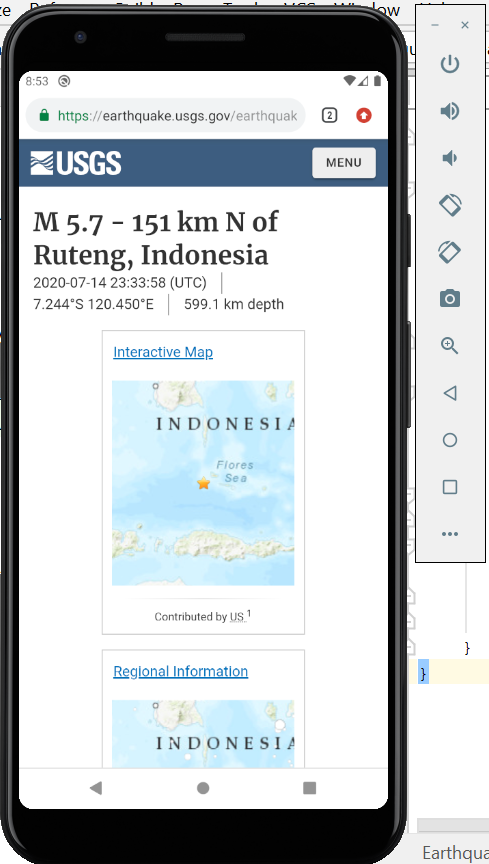 Window
8:53
https://earthquake.usgs.gov/earthquak
2
USGS
MENU
M 5.7 - 151 km N of
Ruteng, Indonesia
2020-07-14 23:33:58 (UTC)
7.244°S 120.450°E
599.1 km depth
Interactive Map
INDONESIA
Flores
Sea
Contributed by US 1
Regional Information
INDONESIA
}
}
Earthqua